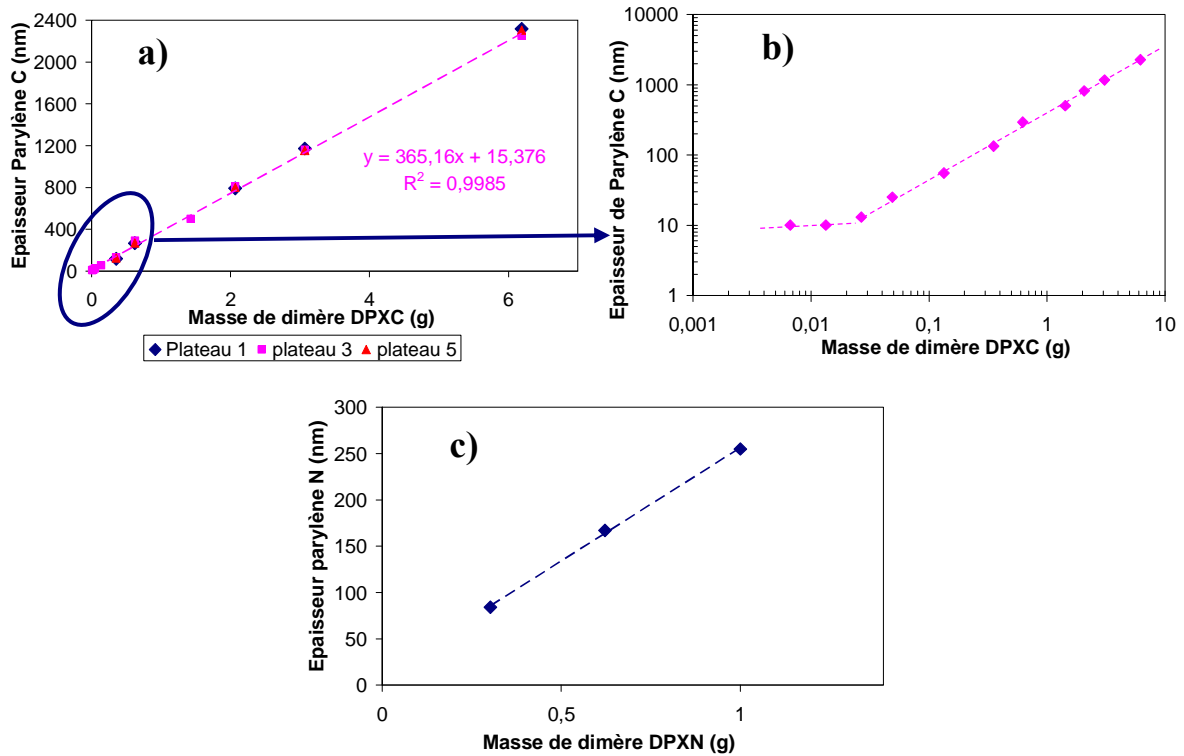 a)
Epaisseur Parylène C (nm)
2400
2000
1600
1200
800
400
0
y = 365,16x + 15,376
R² = 0,9985
0 2 4 6
Masse de dimère DPXC (g)
Plateau 1 plateau 3 plateau 5
b)
Epaisseur de Parylène C (nm)
10000
1000
100
10
1
0,001 0,01 0,1 1 10
Masse de dimère DPXC (g)
c)
Epaisseur parylène N (nm)
300
250
200
150
100
50
0
0 0,5 1
Masse de dimère DPXN (g)